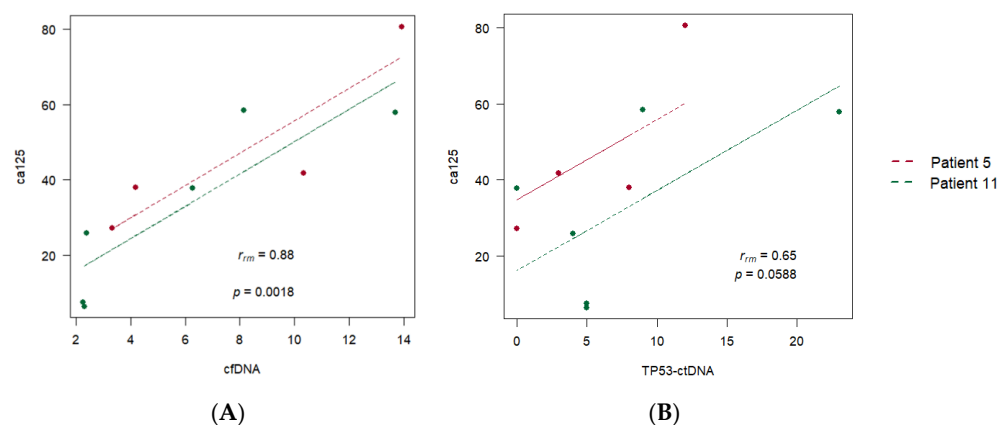 80
60
40
20
ca125
2
4
6
8
10
12
14
cfDNA
r_rm = 0.88
p = 0.0018
(A)
80
60
40
20
ca125
0
5
10
15
20
TP53-ctDNA
r_rm = 0.65
p = 0.0588
(B)
Patient 5
Patient 11